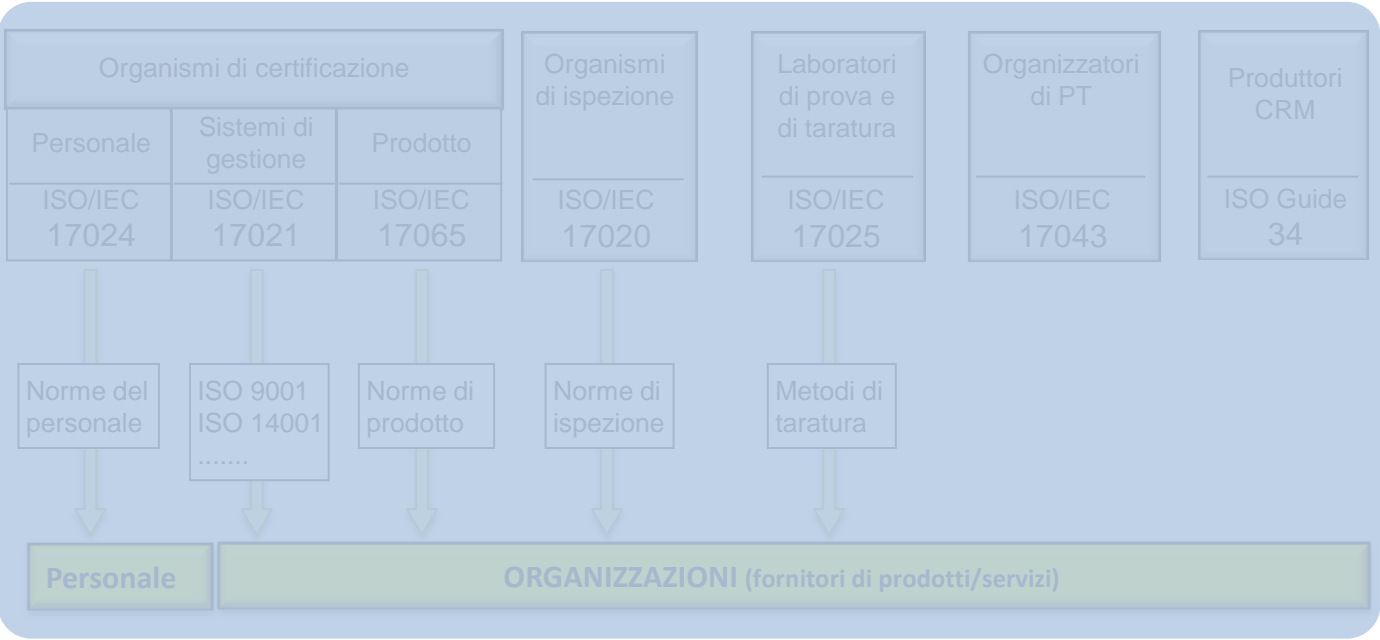 Organismi di certificazione
Personale
Sistemi di
gestione
Prodotto
ISO/IEC
17024
ISO/IEC
17021
ISO/IEC
17065
Organismi
di ispezione
ISO/IEC
17020
Laboratori
di prova e
di taratura
ISO/IEC
17025
Organizzatori
di PT
ISO/IEC
17043
Produttori
CRM
ISO Guide
34
Norme del
personale
ISO 9001
ISO 14001
.......
Norme di
prodotto
Norme di
ispezione
Metodi di
taratura
Personale
ORGANIZZAZIONI (fornitori di prodotti/servizi)